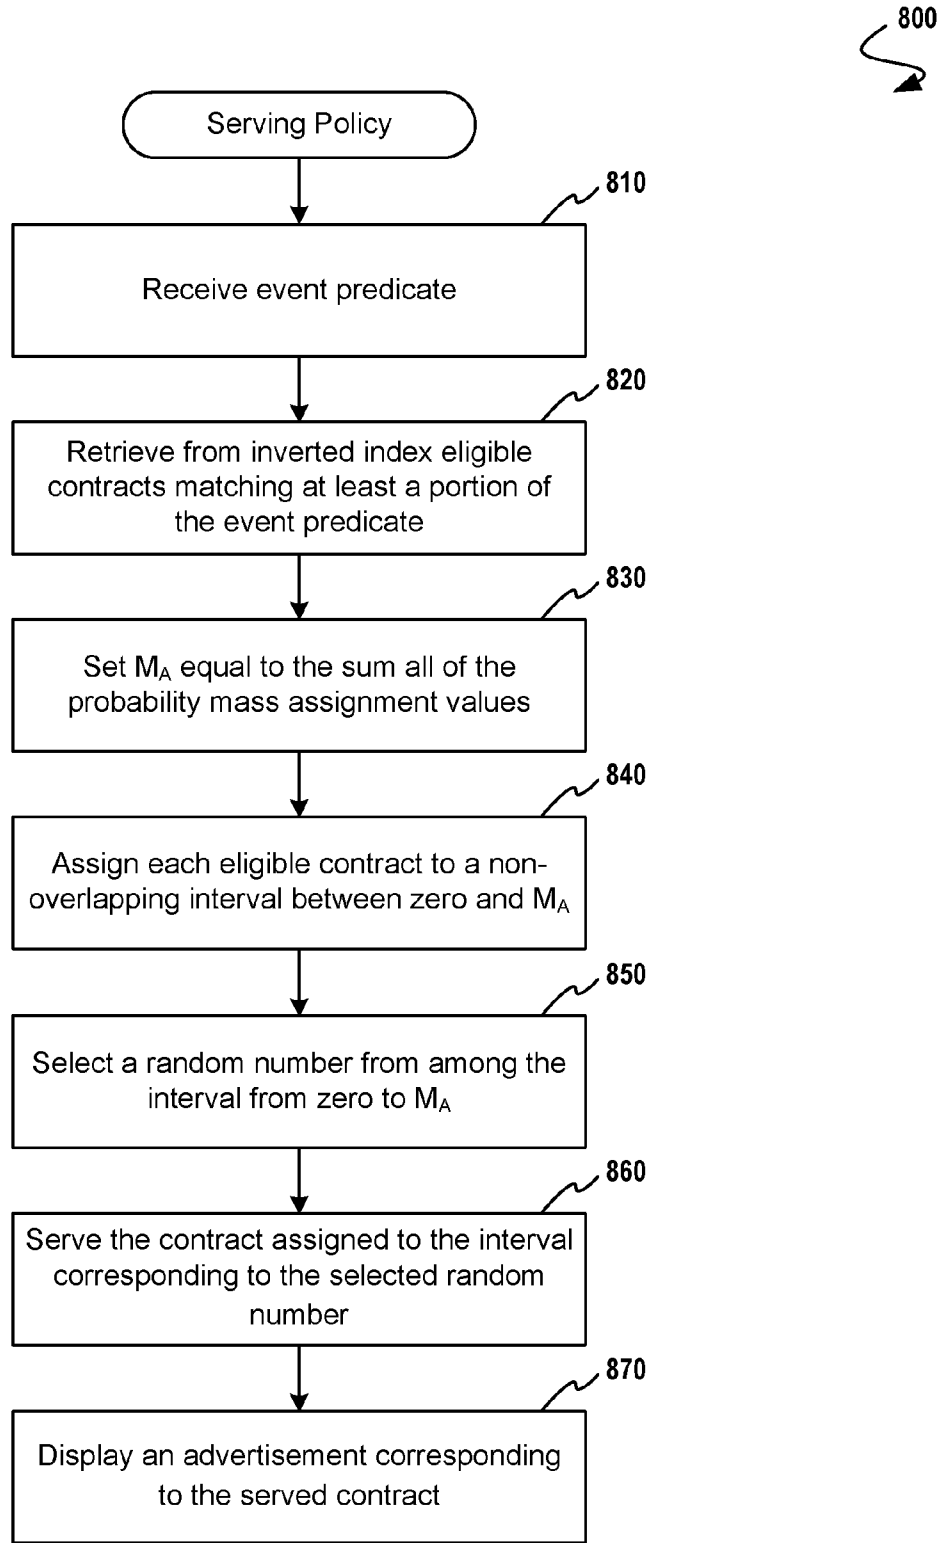 800
Serving Policy
810
Receive event predicate
820
Retrieve from inverted index eligible
contracts matching at least a portion of
the event predicate
830
Set MA equal to the sum all of the
probability mass assignment values
840
Assign each eligible contract to a non-
overlapping interval between zero and MA
850
Select a random number from among the
interval from zero to MA
860
Serve the contract assigned to the interval
corresponding to the selected random
number
870
Display an advertisement corresponding
to the served contract